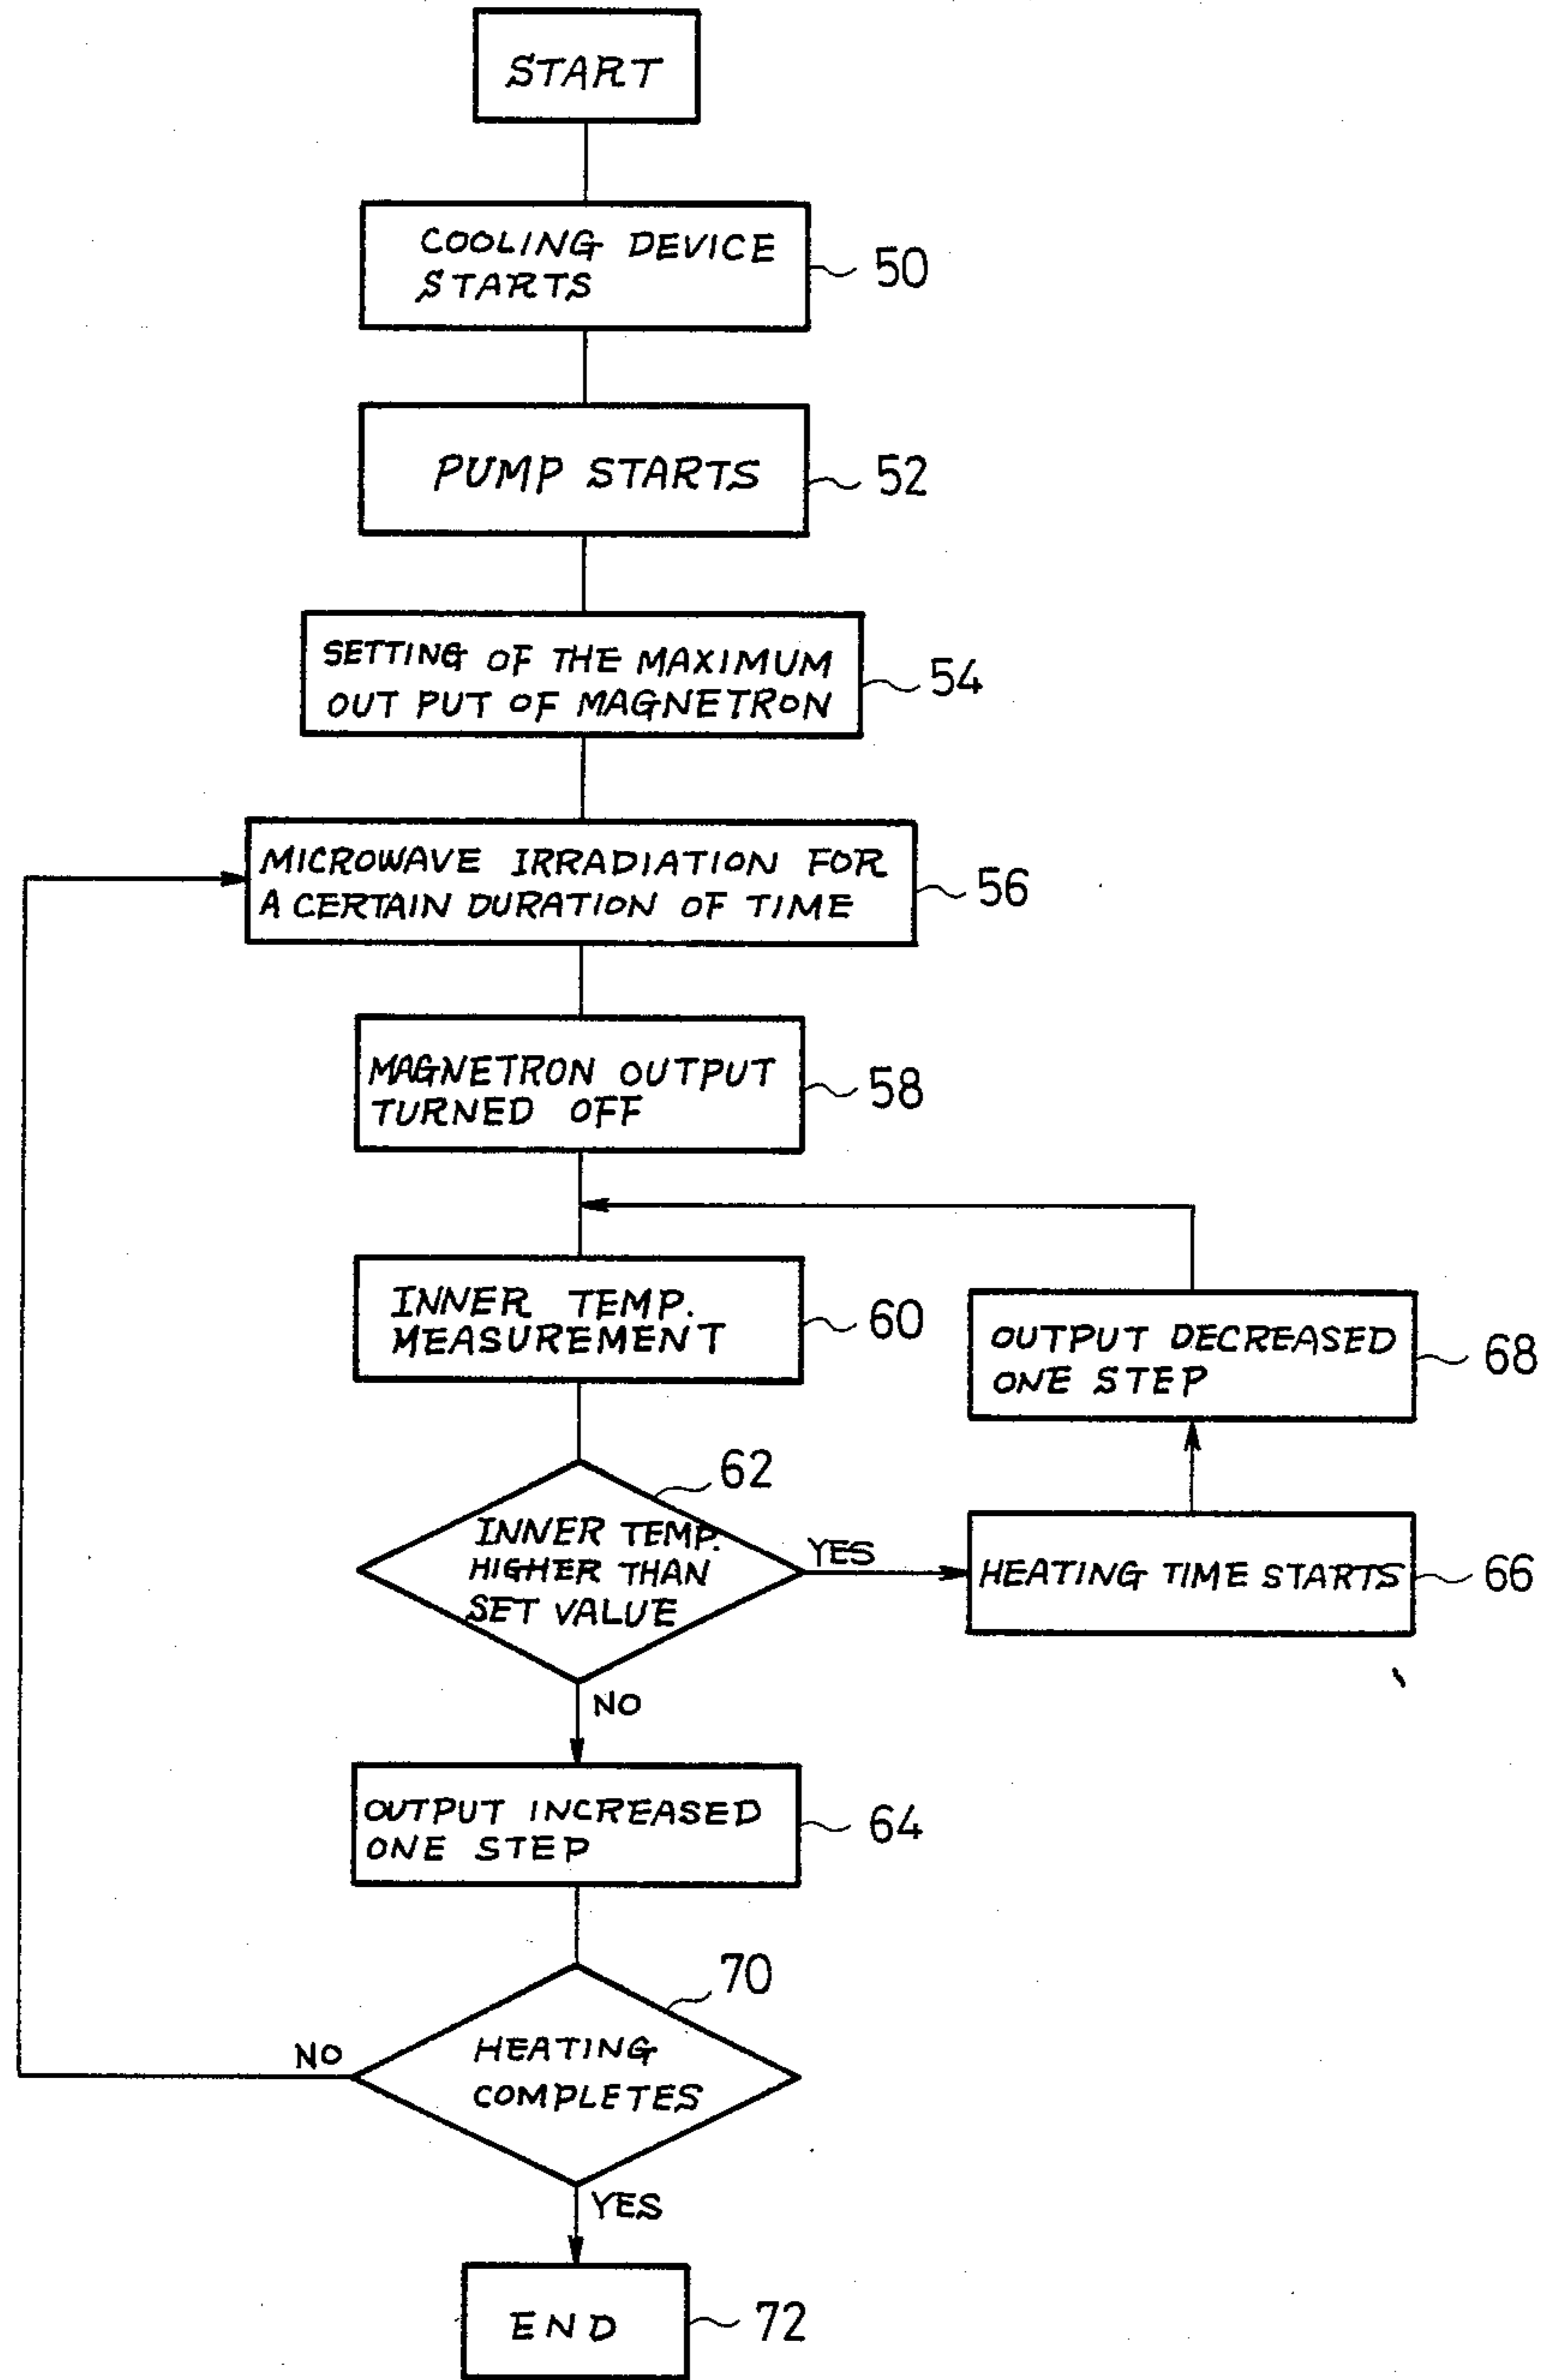 START
COOLING DEVICE
STARTS
50
PUMP STARTS
52
SETTING OF THE MAXIMUM
OUT PUT OF MAGNETRON
54
MICROWAVE IRRADIATION FOR
A CERTAIN DURATION OF TIME
56
MAGNETRON OUTPUT
TURNED OFF
58
INNER TEMP.
MEASUREMENT
60
OUTPUT DECREASED
ONE STEP
68
62
INNER TEMP.
HIGHER THAN
SET VALUE
YES
HEATING TIME STARTS
66
NO
OUTPUT INCREASED
ONE STEP
64
70
HEATING
COMPLETES
NO
YES
END
72